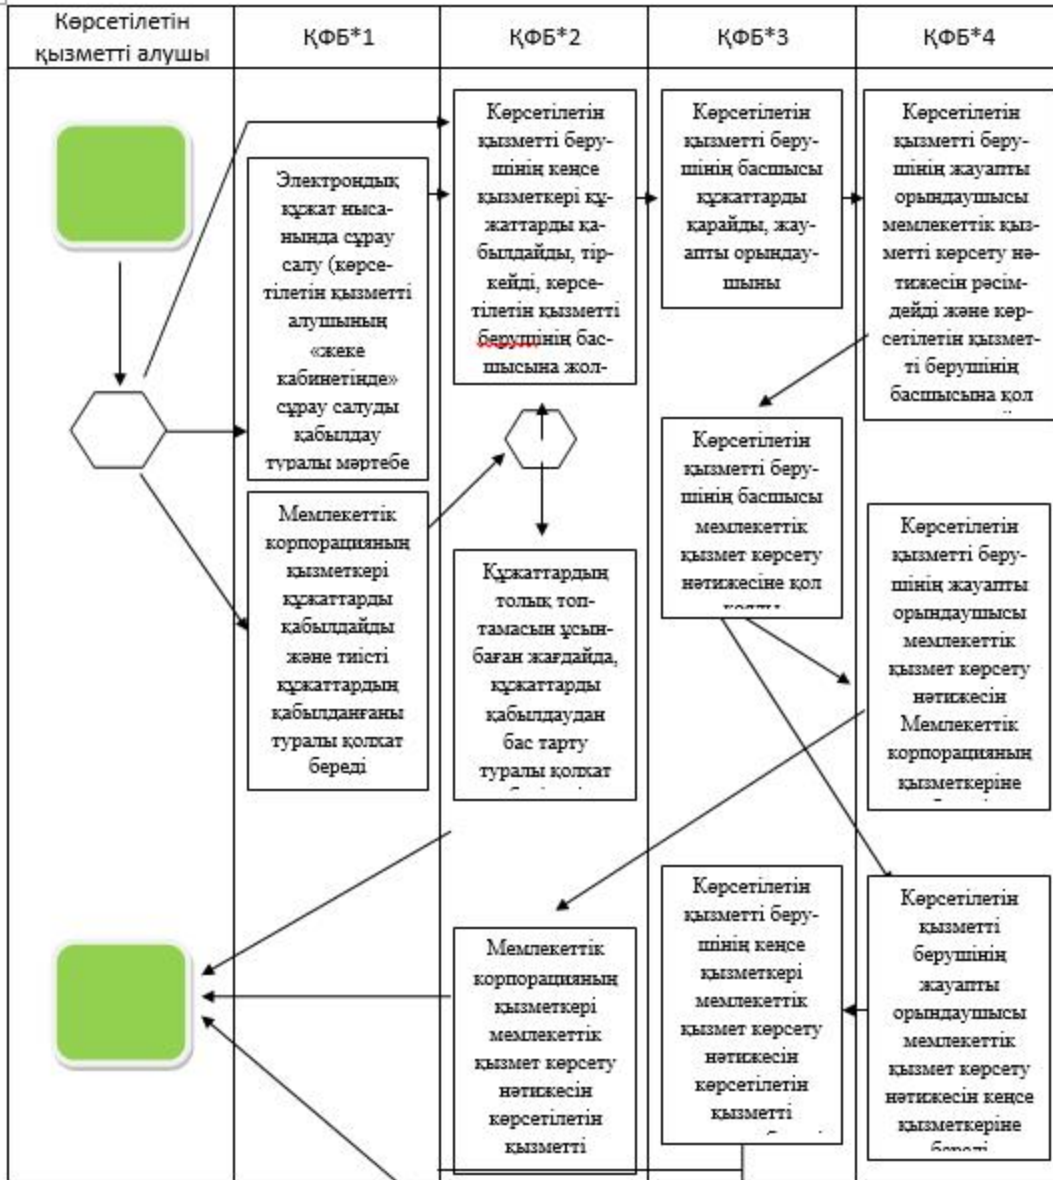 Көрсетілетін
қызметті алушы
ҚФБ*1
ҚФБ*2
ҚФБ*3
ҚФБ*4
Электрондық
құжат ныса-
нында сұрау
салу (көрсе-
тілетін қызметті
алушының
«жеке
кабинетінде»
сұрау салуды
қабылдау
туралы мәртебе
Мемлекеттік
корпорацияның
қызметкері
құжаттарды
қабылдайды
және тиісті
құжаттардың
қабылданғаны
туралы қолхат
береді
Көрсетілетін
қызметті беру-
шінің кеңсе
қызметкері құ-
жаттарды қа-
былдайды, тір-
кейді, көрсе-
тілетін қызметті
берушінің бас-
шысына жол-
Құжаттардың
толық топ-
тамасын ұсын-
баған жағдайда,
құжаттарды
қабылдаудан
бас тарту
туралы қолхат
Мемлекеттік
корпорацияның
қызметкері
мемлекеттік
қызмет көрсету
нәтижесін
көрсетілетін
қызметті
Көрсетілетін
қызметті беру-
шінің басшысы
құжаттарды
қарайды, жау-
апты орындау-
шыны
Көрсетілетін
қызметті беру-
шінің басшысы
мемлекеттік
қызмет көрсету
нәтижесіне қол
Көрсетілетін
қызметті беру-
шінің кеңсе
қызметкері
мемлекеттік
қызмет көрсету
нәтижесін
көрсетілетін
қызметті
Көрсетілетін
қызметті беру-
шінің жауапты
орындаушысы
мемлекеттік қыз-
метті көрсету нә-
тижесін рәсім-
дейді және көр-
сетілетін қызмет-
ті берушінің
басшысына қол
Көрсетілетін
қызметті беру-
шінің жауапты
орындаушысы
мемлекеттік
қызмет көрсету
нәтижесін
Мемлекеттік
корпорацияның
қызметкеріне
Көрсетілетін
қызметті
берушінің
жауапты
орындаушысы
мемлекеттік
қызмет көрсету
нәтижесін кеңсе
қызметкеріне